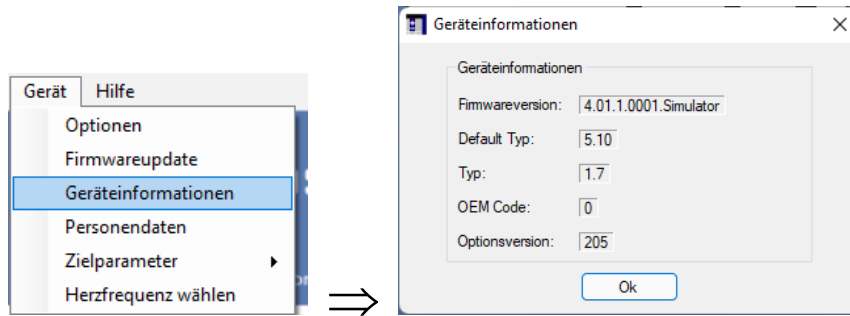 Gerät Hilfe
Optionen
Firmwareupdate
Geräteinformationen
Personendaten
Zielparameter
Herzfrequenz wählen
Geräteinformationen
Geräteinformationen
Firmwareversion: 4.01.1.0001.Simulator
Default Typ: 5.10
Typ: 1.7
OEM Code: 0
Optionsversion: 205
Ok